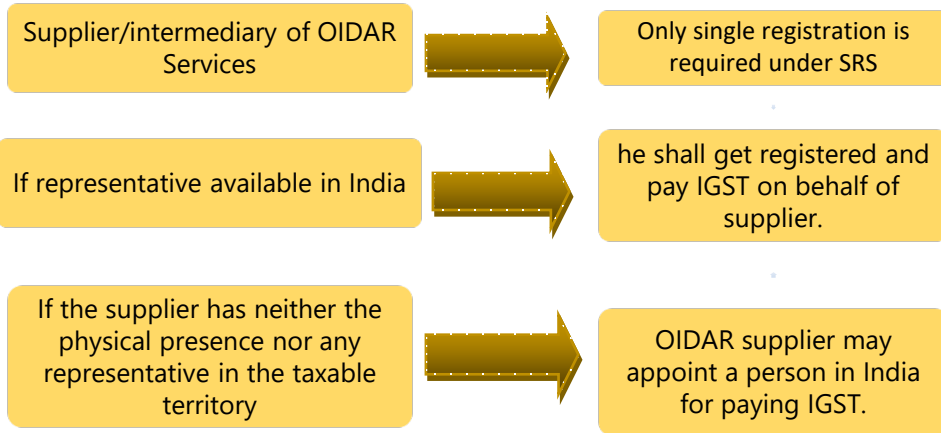 Supplier/intermediary of OIDAR
Services
Only single registration is
required under SRS
If representative available in India
he shall get registered and
pay IGST on behalf of
supplier.
If the supplier has neither the
physical presence nor any
representative in the taxable
territory
OIDAR supplier may
appoint a person in India
for paying IGST.